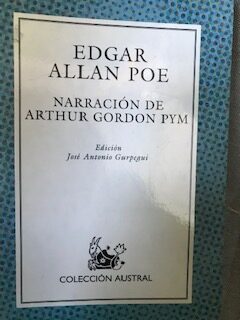 EDGAR
ALLAN POE
NARRACIÓN DE
ARTHUR GORDON PYM
Edición
José Antonio Gurpegui
COLECCIÓN AUSTRAL